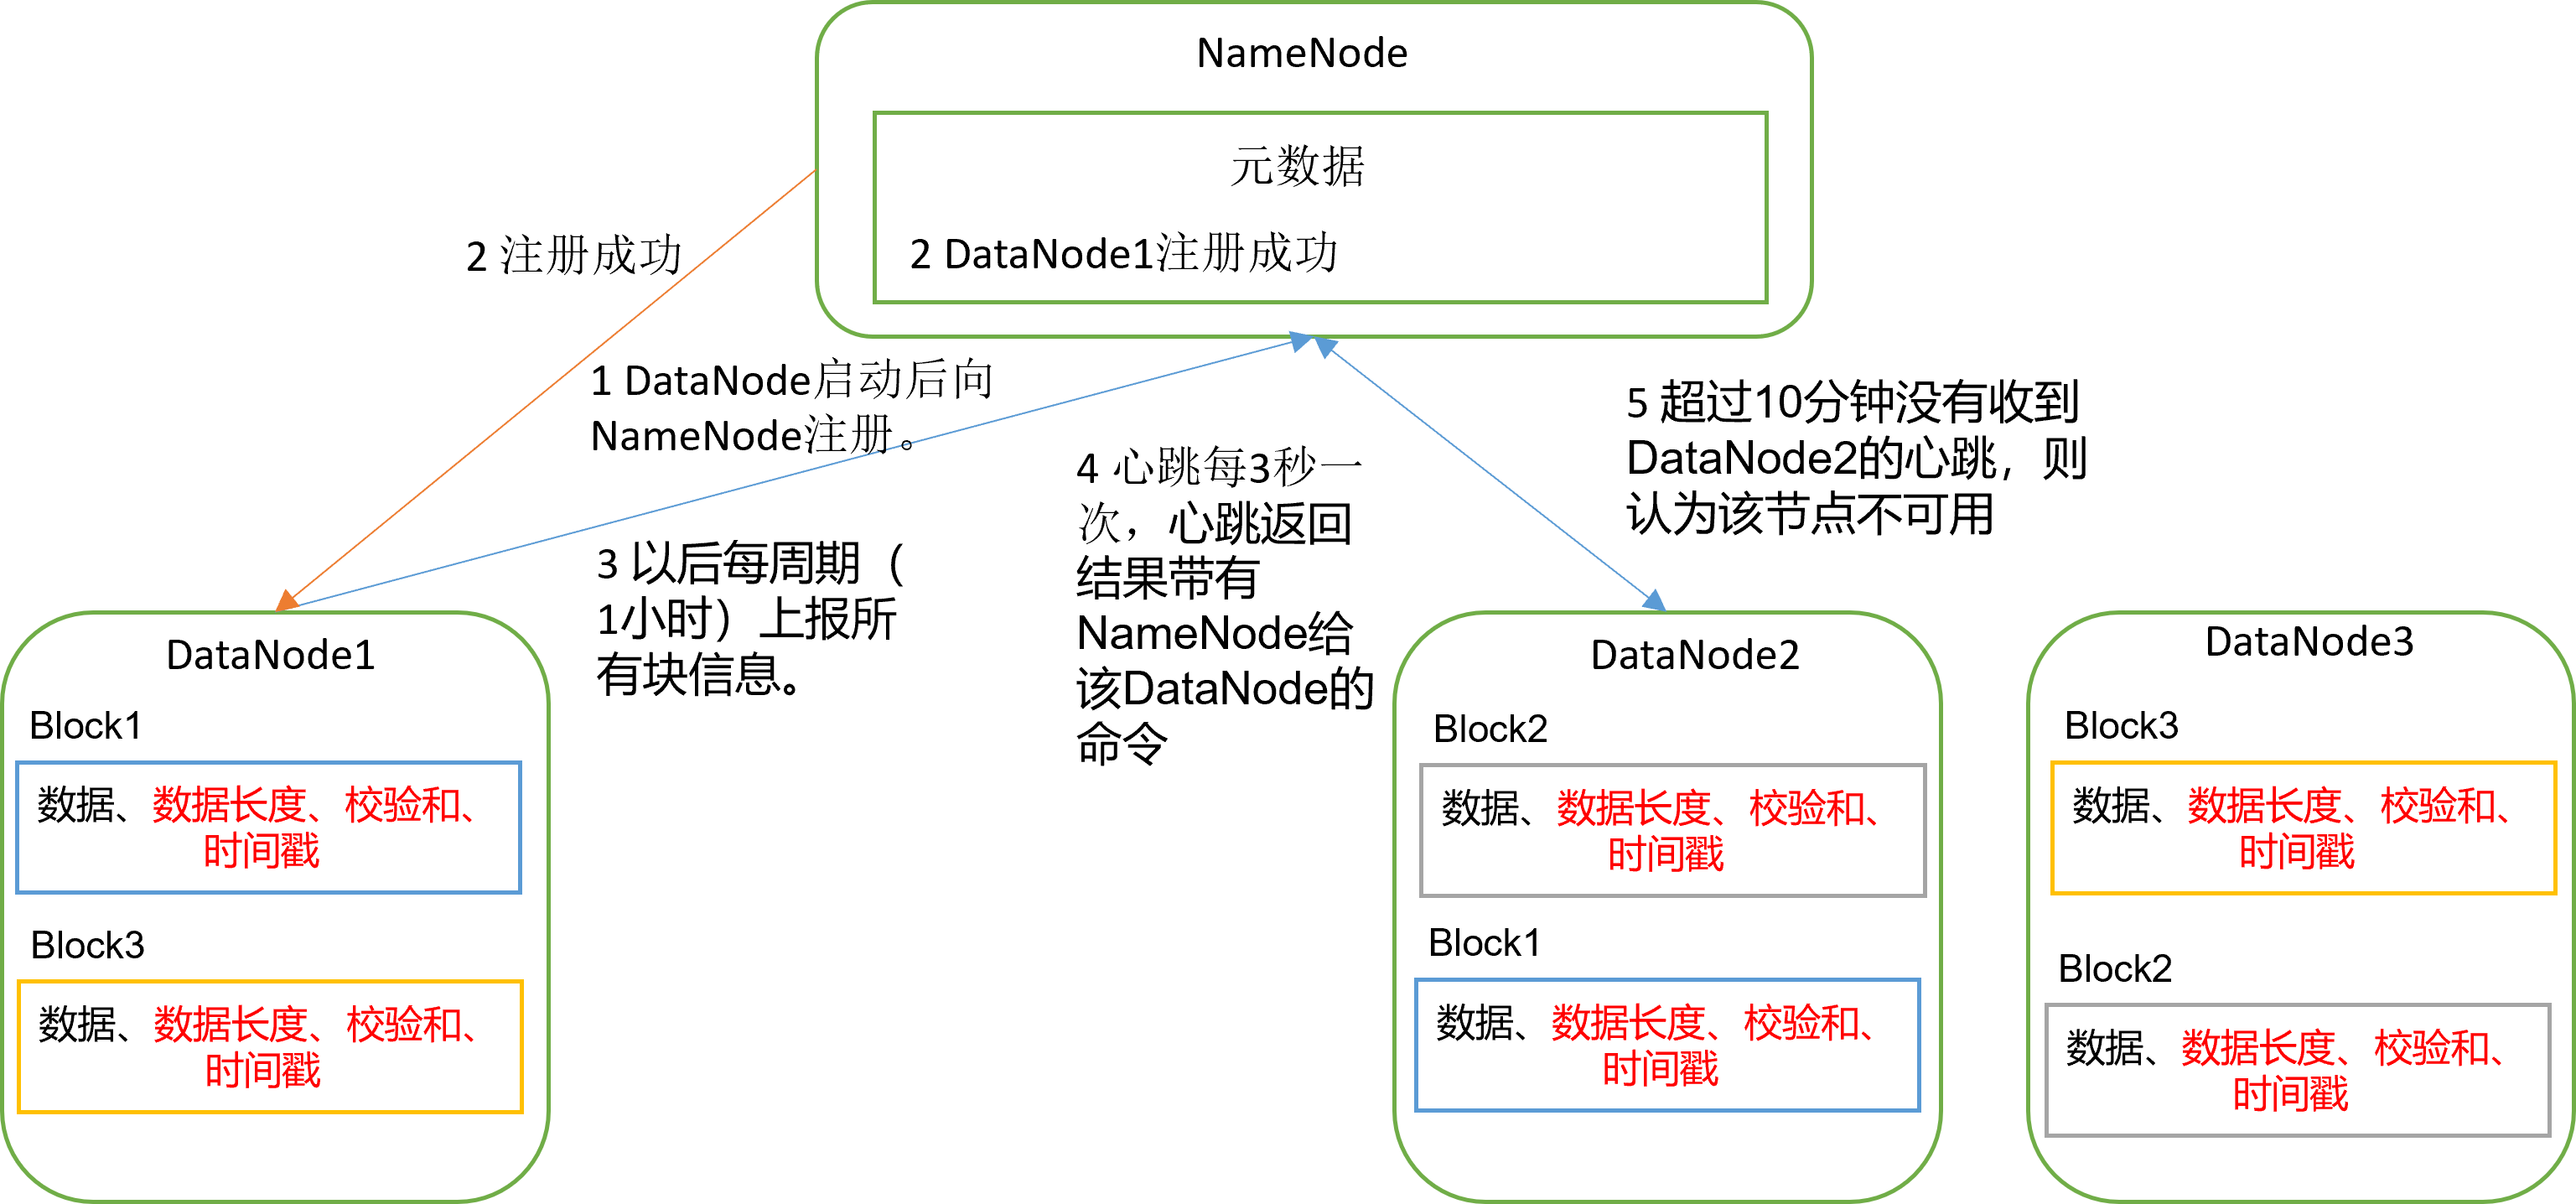 NameNode
元数据
2 DataNode1注册成功
2 注册成功
1 DataNode启动后向
NameNode注册。
3 以后每周期（
1小时）上报所
有块信息。
4 心跳每3秒一
次，心跳返回
结果带有
NameNode给
该DataNode的
命令
5 超过10分钟没有收到
DataNode2的心跳，则
认为该节点不可用
DataNode1
Block1
数据、数据长度、校验和、
时间戳
Block3
数据、数据长度、校验和、
时间戳
DataNode2
Block2
数据、数据长度、校验和、
时间戳
Block1
数据、数据长度、校验和、
时间戳
DataNode3
Block3
数据、数据长度、校验和、
时间戳
Block2
数据、数据长度、校验和、
时间戳